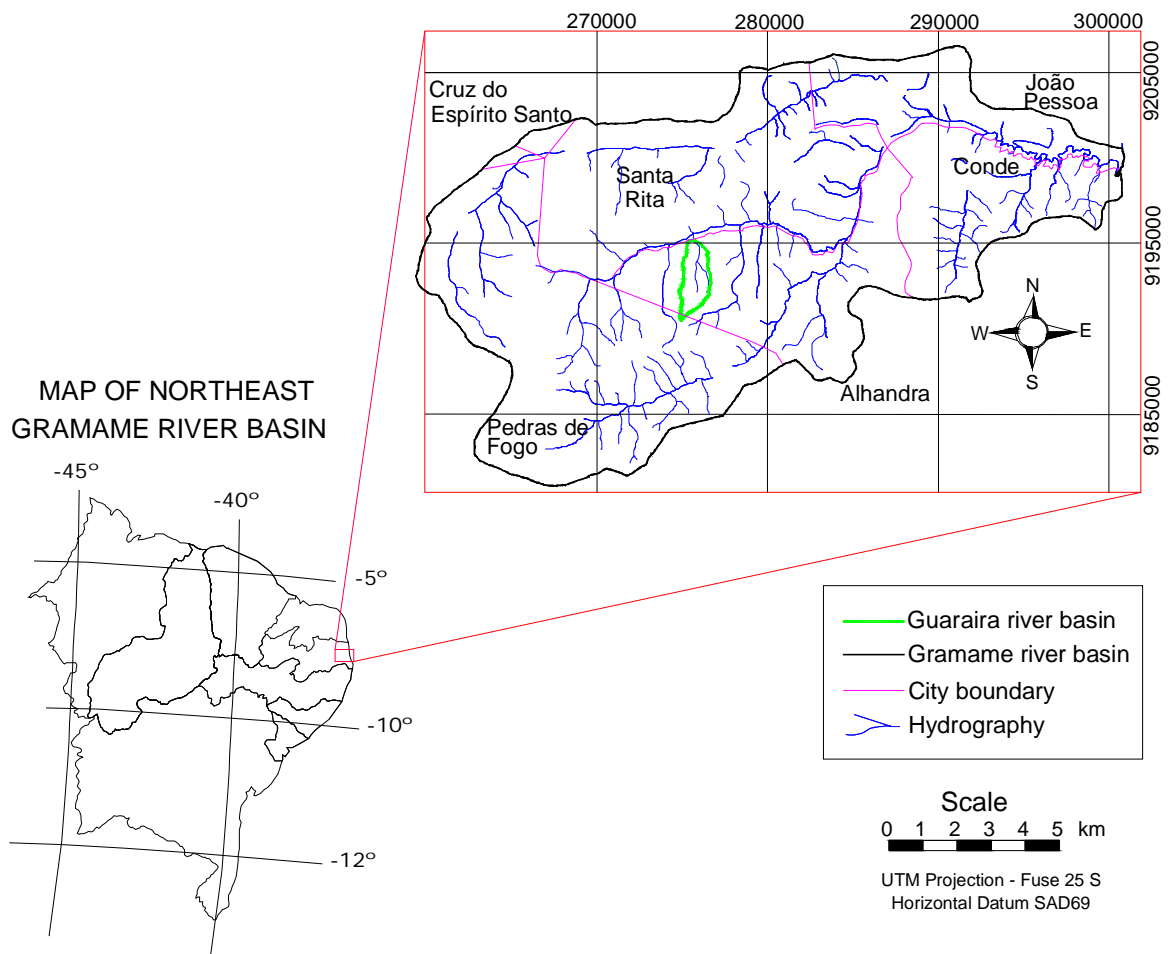 270000 280000 290000 300000
9205000
9195000
9185000
Cruz do
Espírito Santo
João
Pessoa
Santa
Rita
Conde
Alhandra
Pedras de
Fogo
N
W E
S
MAP OF NORTHEAST
GRAMAME RIVER BASIN
-45º
-40º
-5º
-10º
-12º
Guaraira river basin
Gramame river basin
City boundary
Hydrography
Scale
0 1 2 3 4 5 km
UTM Projection - Fuse 25 S
Horizontal Datum SAD69